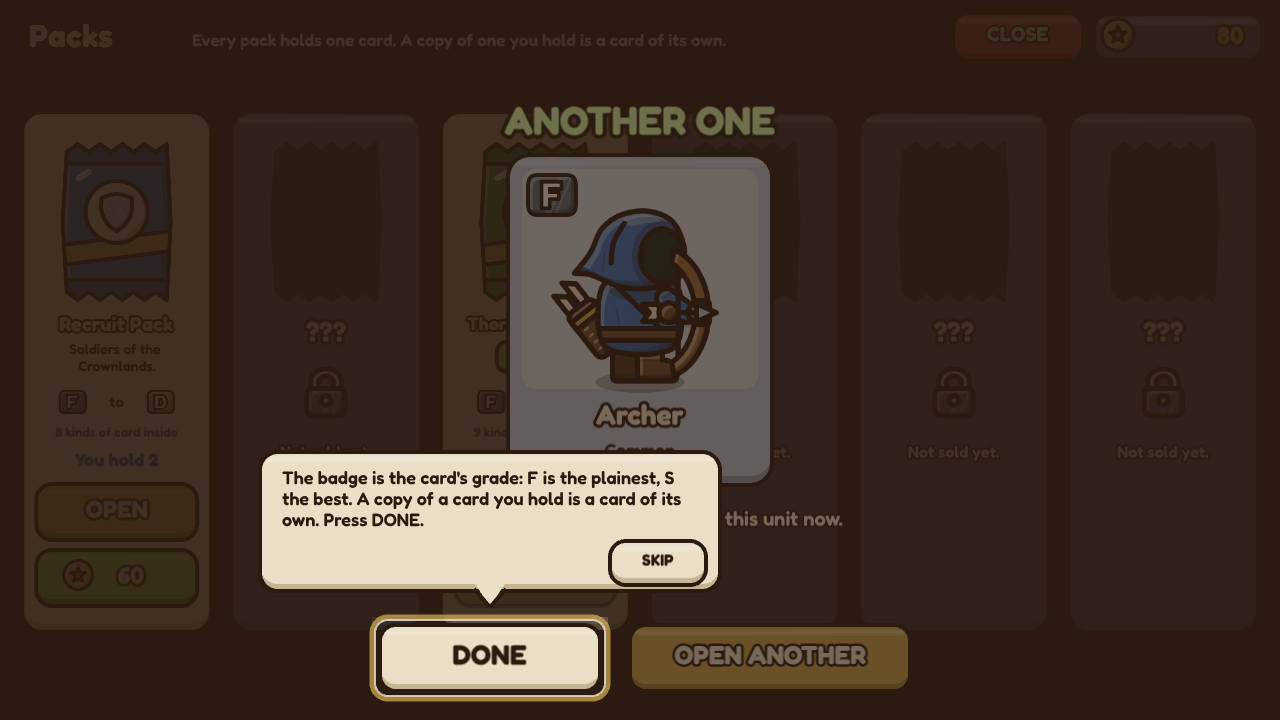 Packs
Every pack holds one card. A copy of one you hold is a card of its own.
CLOSE
80
ANOTHER ONE
F
Archer
Recruit Pack
Soldiers of the
Crownlands.
F to D
8 kinds of card inside
You hold 2
OPEN
60
???
F
???
Not sold yet.
???
Not sold yet.
this unit now.
The badge is the card's grade: F is the plainest, S
the best. A copy of a card you hold is a card of its
own. Press DONE.
SKIP
DONE
OPEN ANOTHER